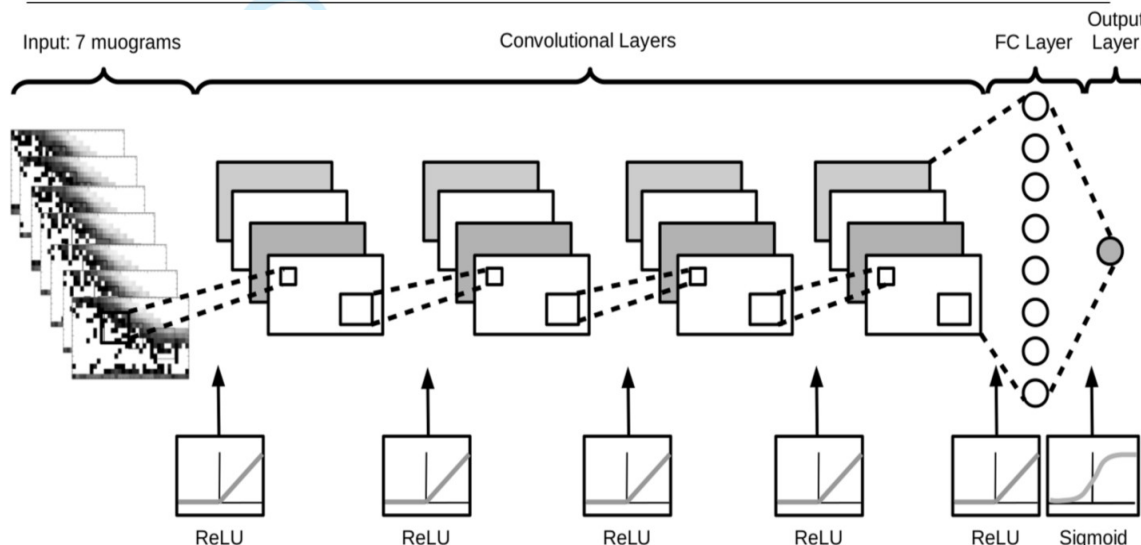 Input: 7 muograms
Convolutional Layers
FC Layer
Output
Layer
ReLU
ReLU
ReLU
ReLU
ReLU
Sigmoid